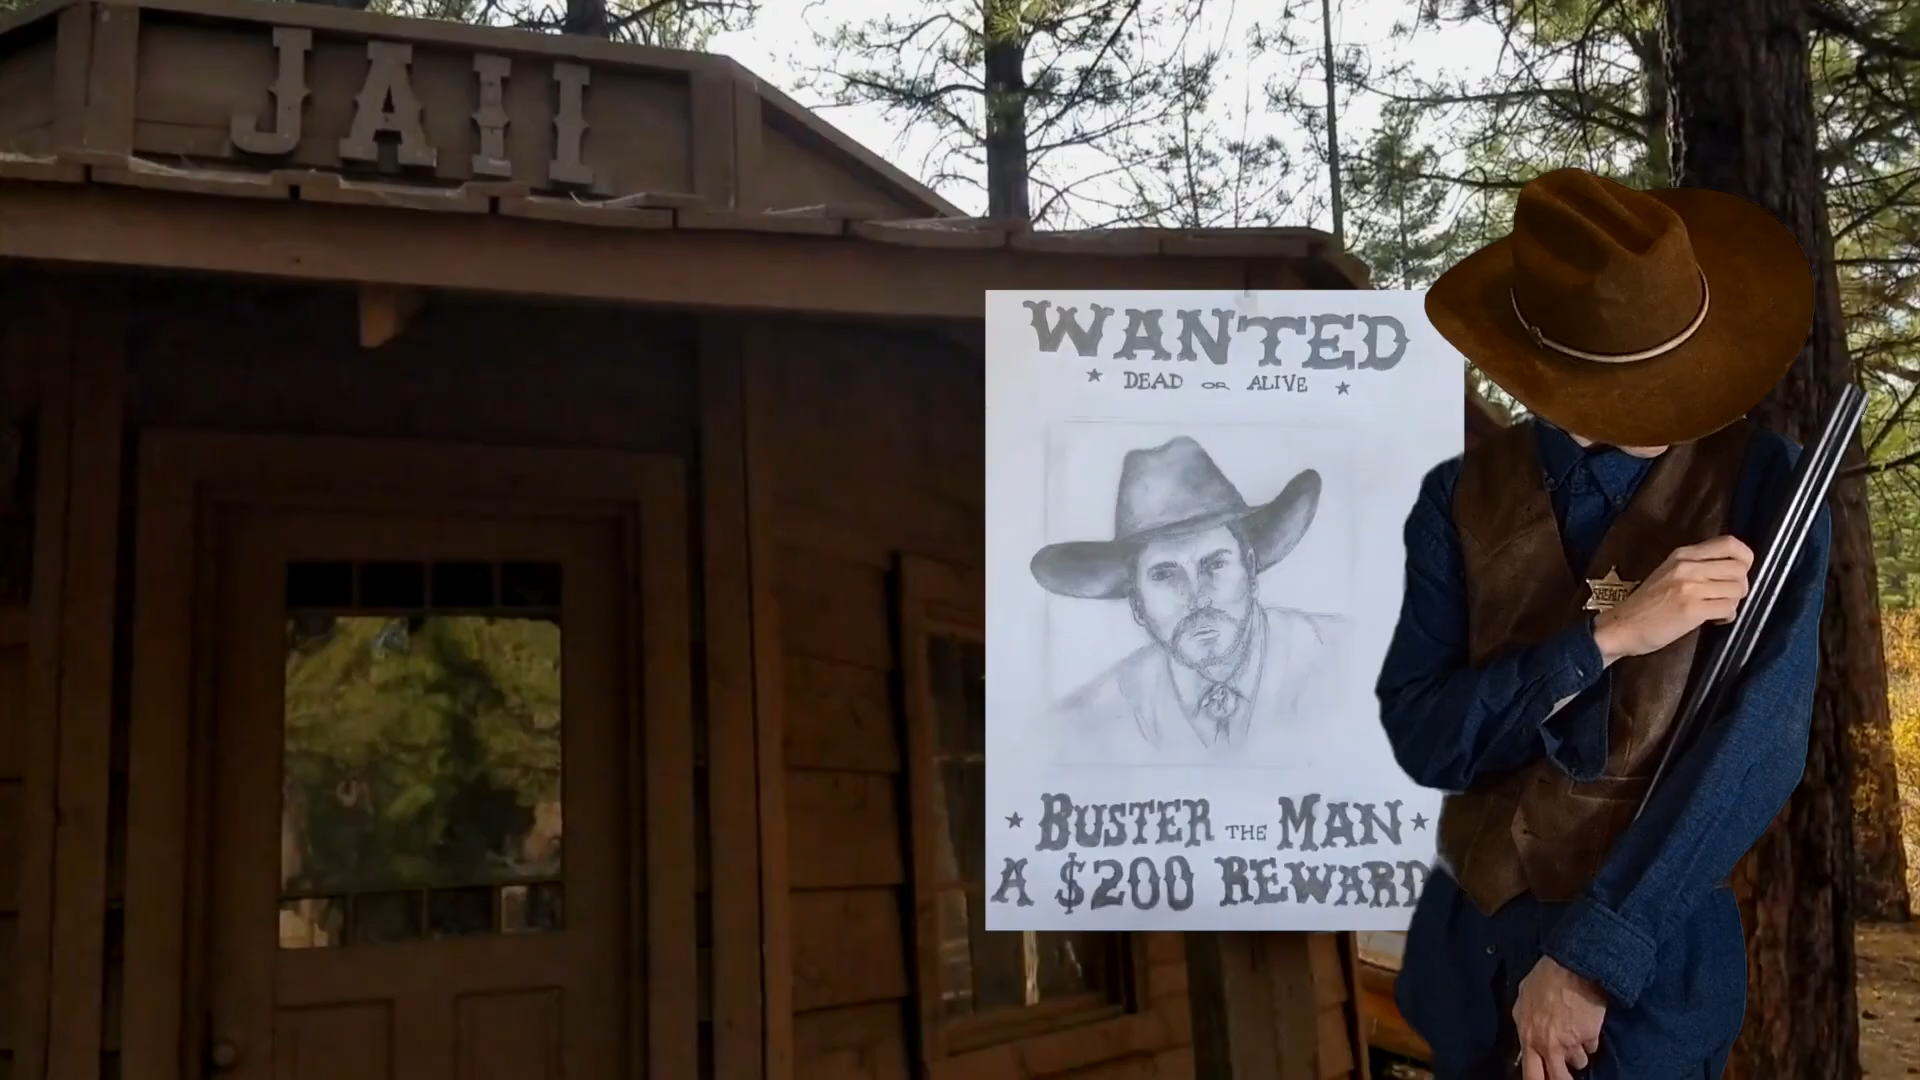 JAIL
WANTED
★ DEAD OR ALIVE ★
★ BUSTER THE MAN ★
A $200 REWARD
SHERIFF